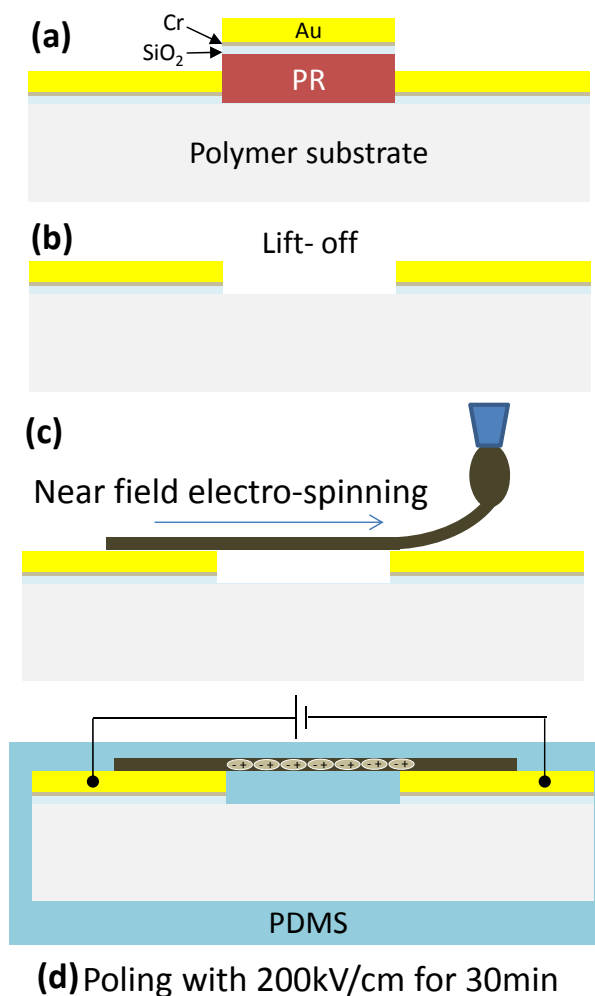 (a)
Cr
Au
SiO₂
PR
Polymer substrate
(b)
Lift- off
(c)
Near field electro-spinning
- + - + - + - + - + - + - +
PDMS
(d) Poling with 200kV/cm for 30min